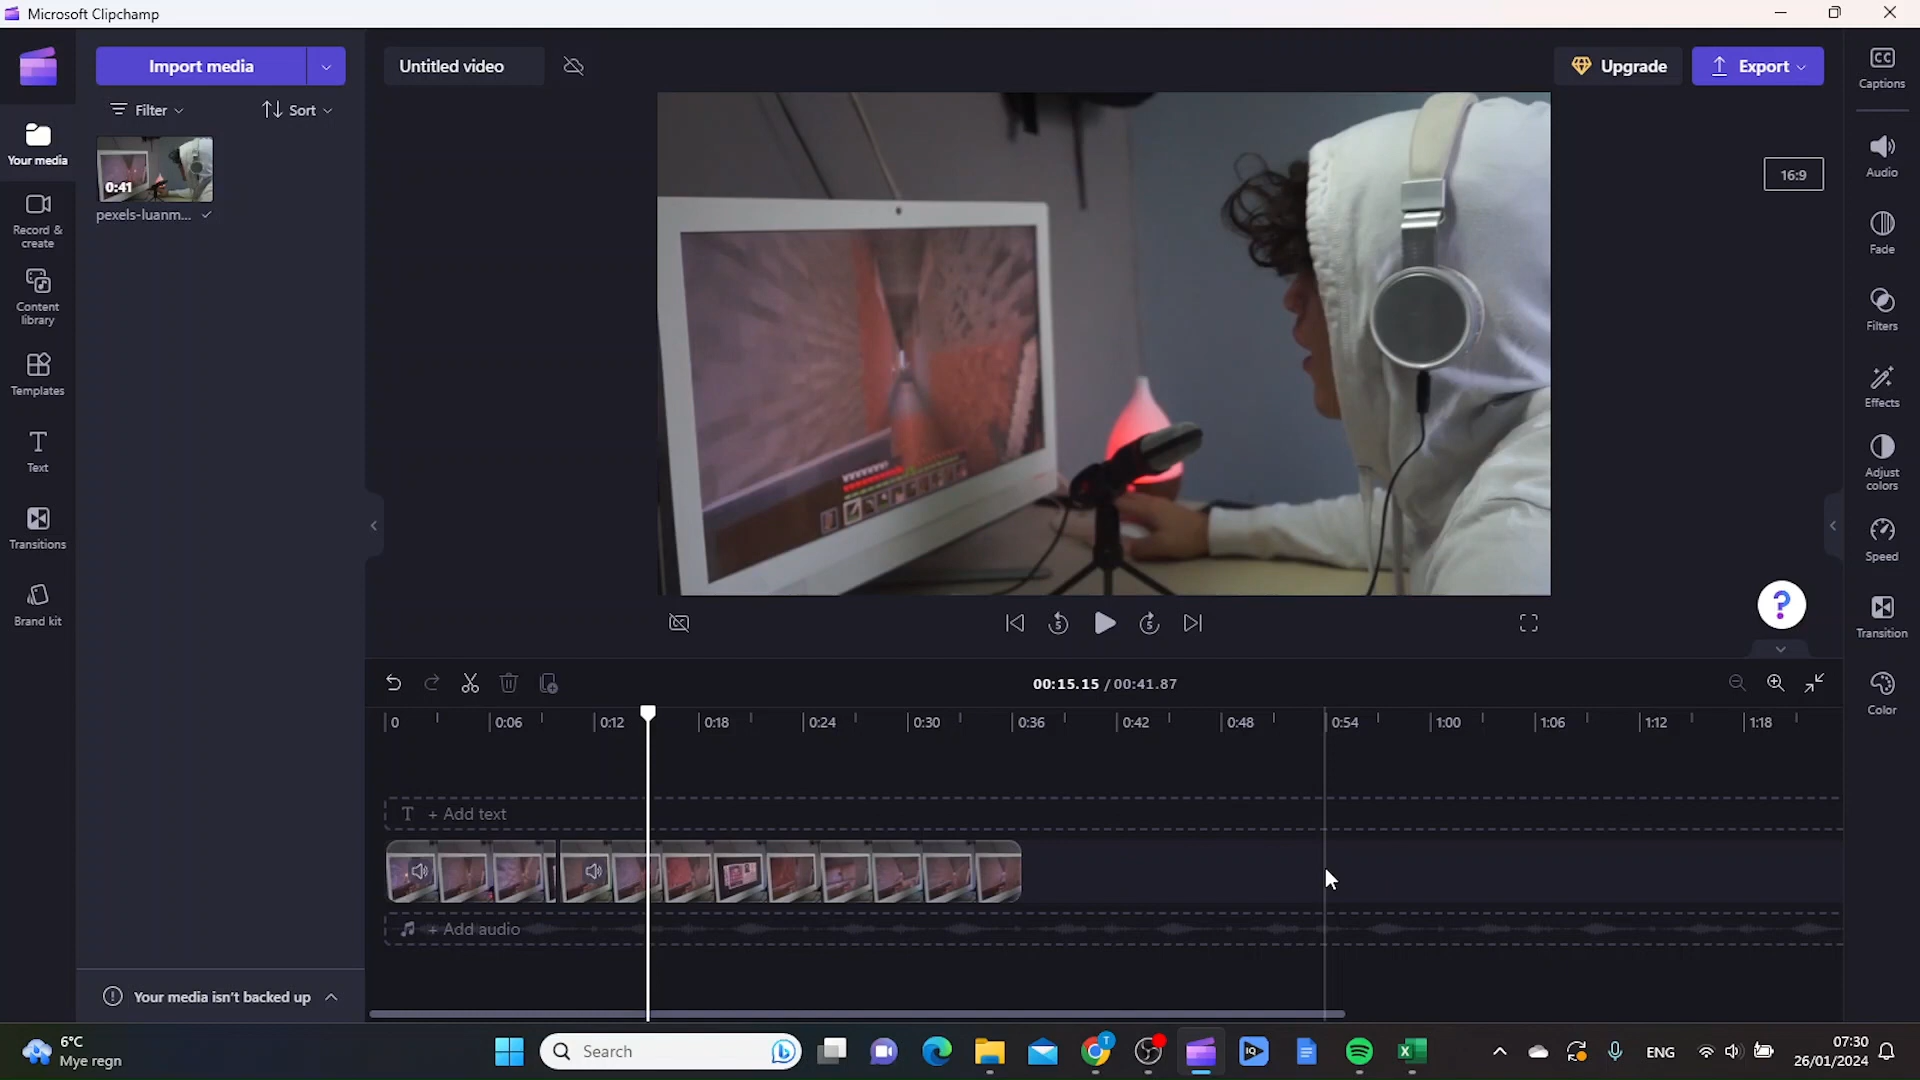 Microsoft Clipchamp
Import media
Untitled video
Upgrade
Export
CC
Captions
Filter
Sort
Your media
0:41
pexels-luanm...
16:9
Audio
Record &
create
Fade
Content
library
Filters
Templates
Effects
Text
Adjust
colors
Transitions
Speed
Brand kit
?
Transition
5
5
00:15.15 / 00:41.87
Color
0
0:06
0:12
0:18
0:24
0:30
0:36
0:42
0:48
0:54
1:00
1:06
1:12
1:18
T + Add text
+ Add audio
Your media isn't backed up
6°C
Mye regn
Search
T
IQ
ENG
07:30
26/01/2024